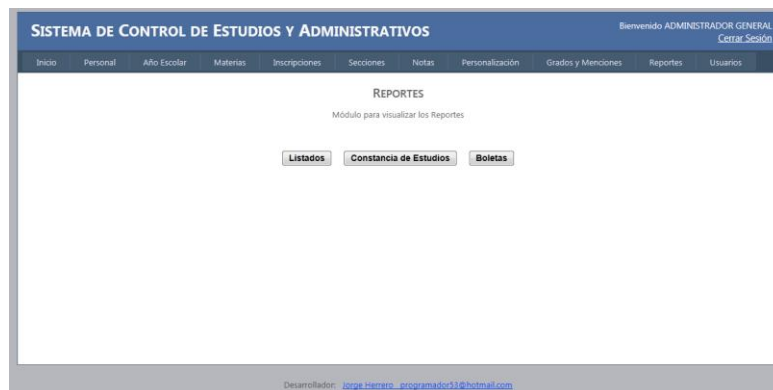 SISTEMA DE CONTROL DE ESTUDIOS Y ADMINISTRATIVOS
Bienvenido ADMINISTRADOR GENERAL
Cerrar Sesión
Inicio Personal Año Escolar Materias Inscripciones Secciones Notas Personalización Grados y Menciones Reportes Usuarios
REPORTES
Módulo para visualizar los Reportes
Listados Constancia de Estudios Boletas
Desarrollador: Jorge Herrero programador53@hotmail.com